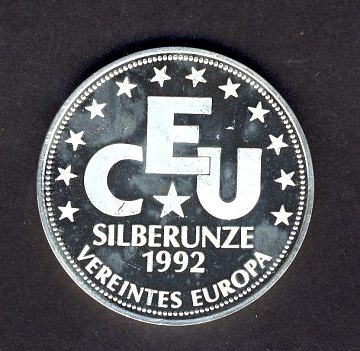 CEU
SILBERUNZE
1992
VEREINTES EUROPA